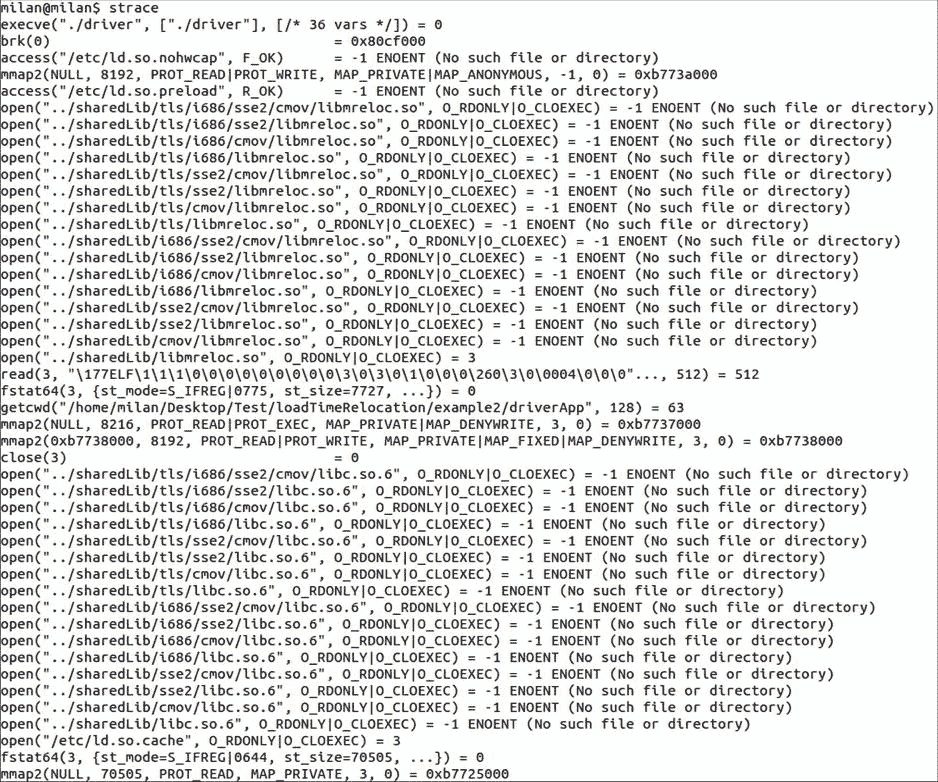 milan@milan$ strace
execve("./driver", ["./driver"], [/* 36 vars */]) = 0
brk(0)                                  = 0x80cf000
access("/etc/ld.so.nohwcap", F_OK)      = -1 ENOENT (No such file or directory)
mmap2(NULL, 8192, PROT_READ|PROT_WRITE, MAP_PRIVATE|MAP_ANONYMOUS, -1, 0) = 0xb773a000
access("/etc/ld.so.preload", R_OK)      = -1 ENOENT (No such file or directory)
open("../sharedLib/tls/i686/sse2/cmov/libmreloc.so", O_RDONLY|O_CLOEXEC) = -1 ENOENT (No such file or directory)
open("../sharedLib/tls/i686/sse2/libmreloc.so", O_RDONLY|O_CLOEXEC) = -1 ENOENT (No such file or directory)
open("../sharedLib/tls/i686/cmov/libmreloc.so", O_RDONLY|O_CLOEXEC) = -1 ENOENT (No such file or directory)
open("../sharedLib/tls/i686/libmreloc.so", O_RDONLY|O_CLOEXEC) = -1 ENOENT (No such file or directory)
open("../sharedLib/tls/sse2/cmov/libmreloc.so", O_RDONLY|O_CLOEXEC) = -1 ENOENT (No such file or directory)
open("../sharedLib/tls/sse2/libmreloc.so", O_RDONLY|O_CLOEXEC) = -1 ENOENT (No such file or directory)
open("../sharedLib/tls/cmov/libmreloc.so", O_RDONLY|O_CLOEXEC) = -1 ENOENT (No such file or directory)
open("../sharedLib/tls/libmreloc.so", O_RDONLY|O_CLOEXEC) = -1 ENOENT (No such file or directory)
open("../sharedLib/i686/sse2/cmov/libmreloc.so", O_RDONLY|O_CLOEXEC) = -1 ENOENT (No such file or directory)
open("../sharedLib/i686/sse2/libmreloc.so", O_RDONLY|O_CLOEXEC) = -1 ENOENT (No such file or directory)
open("../sharedLib/i686/cmov/libmreloc.so", O_RDONLY|O_CLOEXEC) = -1 ENOENT (No such file or directory)
open("../sharedLib/i686/libmreloc.so", O_RDONLY|O_CLOEXEC) = -1 ENOENT (No such file or directory)
open("../sharedLib/sse2/cmov/libmreloc.so", O_RDONLY|O_CLOEXEC) = -1 ENOENT (No such file or directory)
open("../sharedLib/sse2/libmreloc.so", O_RDONLY|O_CLOEXEC) = -1 ENOENT (No such file or directory)
open("../sharedLib/cmov/libmreloc.so", O_RDONLY|O_CLOEXEC) = -1 ENOENT (No such file or directory)
open("../sharedLib/libmreloc.so", O_RDONLY|O_CLOEXEC) = 3
read(3, "\177ELF\1\1\1\0\0\0\0\0\0\0\0\0\3\0\3\0\1\0\0\0\260\3\0\0004\0\0\0"..., 512) = 512
fstat64(3, {st_mode=S_IFREG|0775, st_size=7727, ...}) = 0
getcwd("/home/milan/Desktop/Test/loadTimeRelocation/example2/driverApp", 128) = 63
mmap2(NULL, 8216, PROT_READ|PROT_EXEC, MAP_PRIVATE|MAP_DENYWRITE, 3, 0) = 0xb7737000
mmap2(0xb7738000, 8192, PROT_READ|PROT_WRITE, MAP_PRIVATE|MAP_FIXED|MAP_DENYWRITE, 3, 0) = 0xb7738000
close(3)                                = 0
open("../sharedLib/tls/i686/sse2/cmov/libc.so.6", O_RDONLY|O_CLOEXEC) = -1 ENOENT (No such file or directory)
open("../sharedLib/tls/i686/sse2/libc.so.6", O_RDONLY|O_CLOEXEC) = -1 ENOENT (No such file or directory)
open("../sharedLib/tls/i686/cmov/libc.so.6", O_RDONLY|O_CLOEXEC) = -1 ENOENT (No such file or directory)
open("../sharedLib/tls/i686/libc.so.6", O_RDONLY|O_CLOEXEC) = -1 ENOENT (No such file or directory)
open("../sharedLib/tls/sse2/cmov/libc.so.6", O_RDONLY|O_CLOEXEC) = -1 ENOENT (No such file or directory)
open("../sharedLib/tls/sse2/libc.so.6", O_RDONLY|O_CLOEXEC) = -1 ENOENT (No such file or directory)
open("../sharedLib/tls/cmov/libc.so.6", O_RDONLY|O_CLOEXEC) = -1 ENOENT (No such file or directory)
open("../sharedLib/tls/libc.so.6", O_RDONLY|O_CLOEXEC) = -1 ENOENT (No such file or directory)
open("../sharedLib/i686/sse2/cmov/libc.so.6", O_RDONLY|O_CLOEXEC) = -1 ENOENT (No such file or directory)
open("../sharedLib/i686/sse2/libc.so.6", O_RDONLY|O_CLOEXEC) = -1 ENOENT (No such file or directory)
open("../sharedLib/i686/cmov/libc.so.6", O_RDONLY|O_CLOEXEC) = -1 ENOENT (No such file or directory)
open("../sharedLib/i686/libc.so.6", O_RDONLY|O_CLOEXEC) = -1 ENOENT (No such file or directory)
open("../sharedLib/sse2/cmov/libc.so.6", O_RDONLY|O_CLOEXEC) = -1 ENOENT (No such file or directory)
open("../sharedLib/sse2/libc.so.6", O_RDONLY|O_CLOEXEC) = -1 ENOENT (No such file or directory)
open("../sharedLib/cmov/libc.so.6", O_RDONLY|O_CLOEXEC) = -1 ENOENT (No such file or directory)
open("../sharedLib/libc.so.6", O_RDONLY|O_CLOEXEC) = -1 ENOENT (No such file or directory)
open("/etc/ld.so.cache", O_RDONLY|O_CLOEXEC) = 3
fstat64(3, {st_mode=S_IFREG|0644, st_size=70505, ...}) = 0
mmap2(NULL, 70505, PROT_READ, MAP_PRIVATE, 3, 0) = 0xb7725000